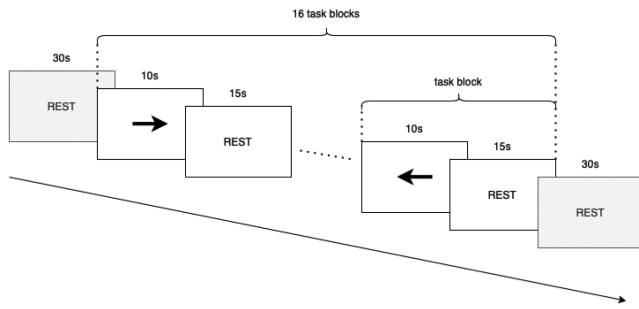 16 task blocks
30s
10s
15s
task block
REST
REST
10s
15s
30s
REST
REST